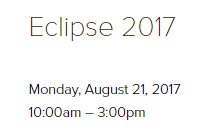 Eclipse 2017
Monday, August 21, 2017
10:00am – 3:00pm